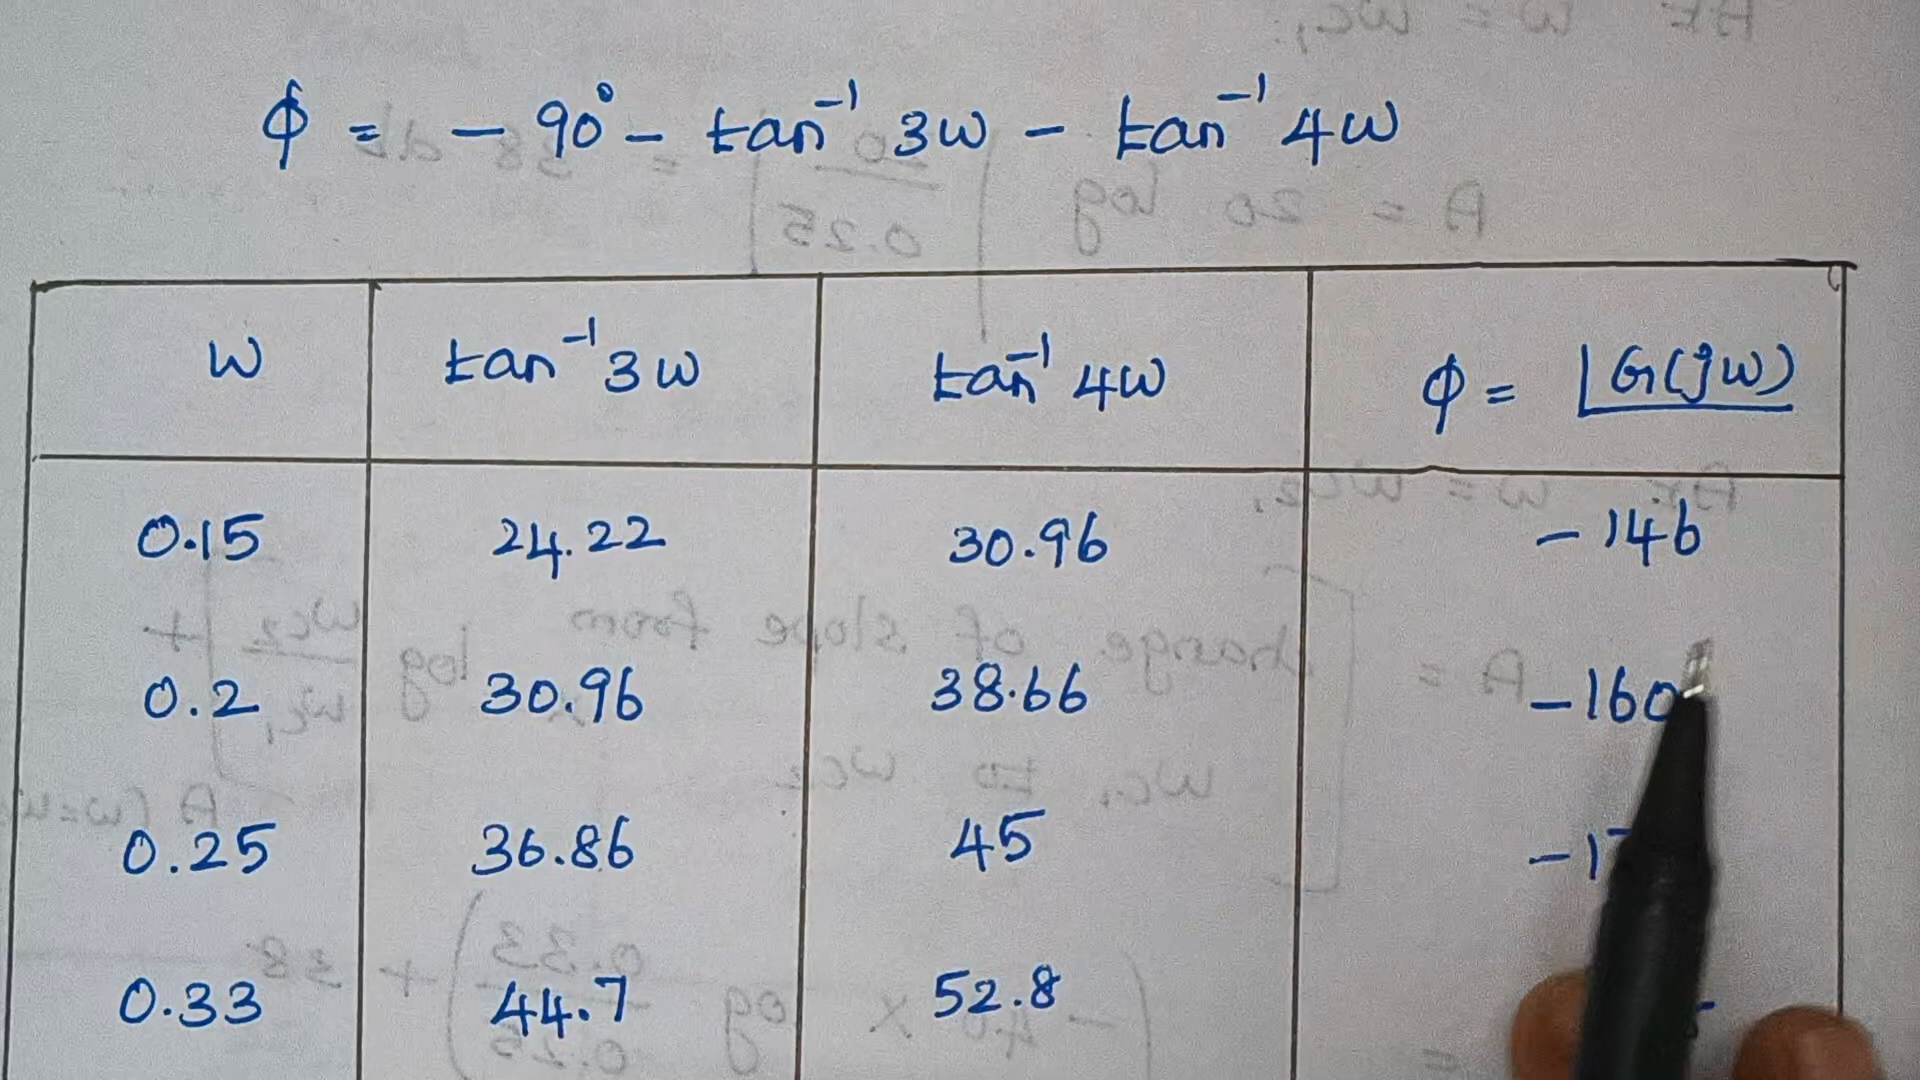 ϕ = − 90° − tan⁻¹ 3ω − tan⁻¹ 4ω
ω tan⁻¹ 3ω tan⁻¹ 4ω ϕ = ∠G(jω)
0.15 24.22 30.96 −146
0.2 30.96 38.66 −160
0.25 36.86 45
0.33 44.7 52.8